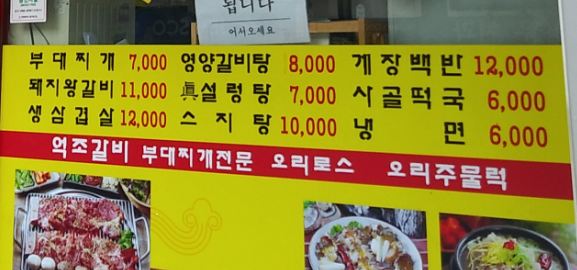 됩니다
어서오세요
부대찌개 7,000 영양갈비탕 8,000 게장백반 12,000
돼지왕갈비 11,000 眞설렁탕 7,000 사골떡국 6,000
생삼겹살 12,000 스지탕 10,000 냉면 6,000
억조갈비 부대찌개전문 오리로스 오리주물럭